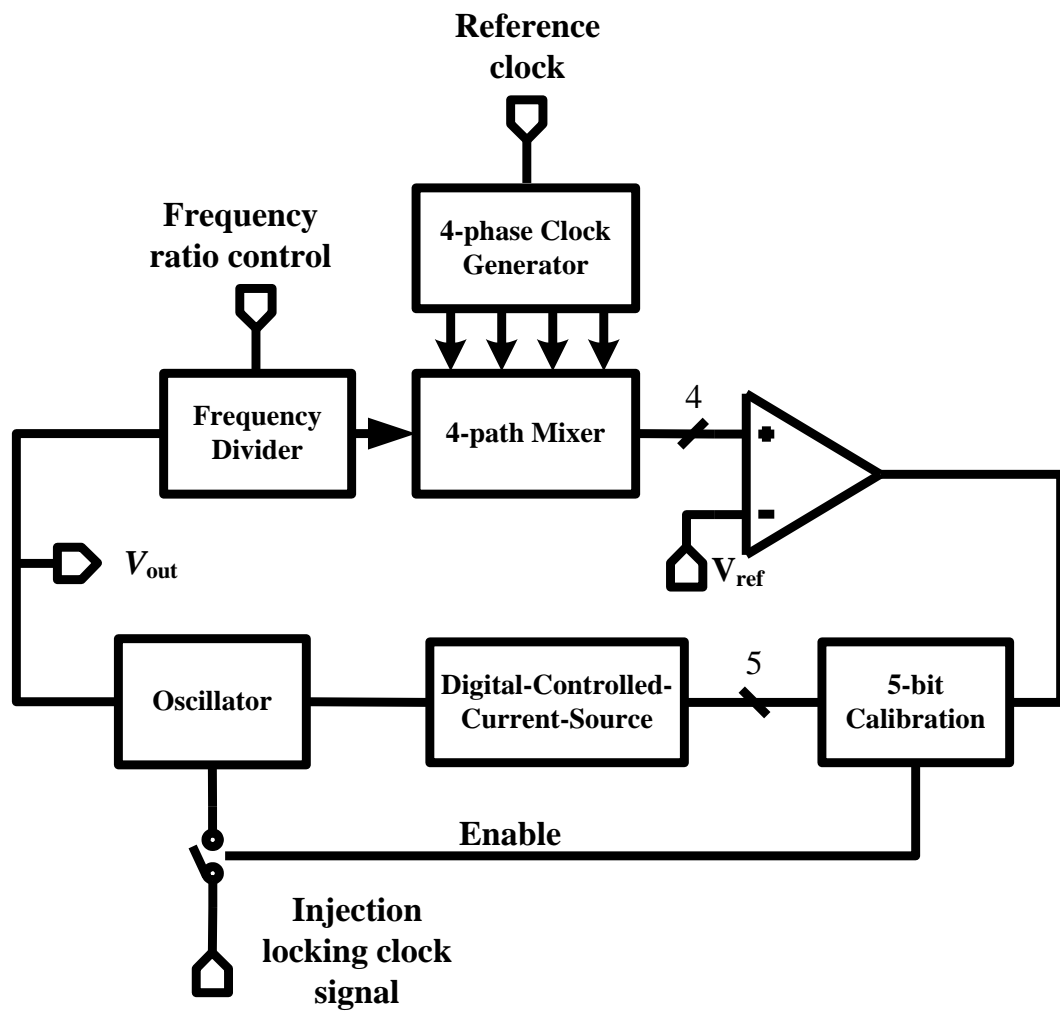 Reference
clock
Frequency
ratio control
4-phase Clock
Generator
Frequency
Divider
4-path Mixer
4
+
-
Vout
Vref
Oscillator
Digital-Controlled-
Current-Source
5
5-bit
Calibration
Enable
Injection
locking clock
signal